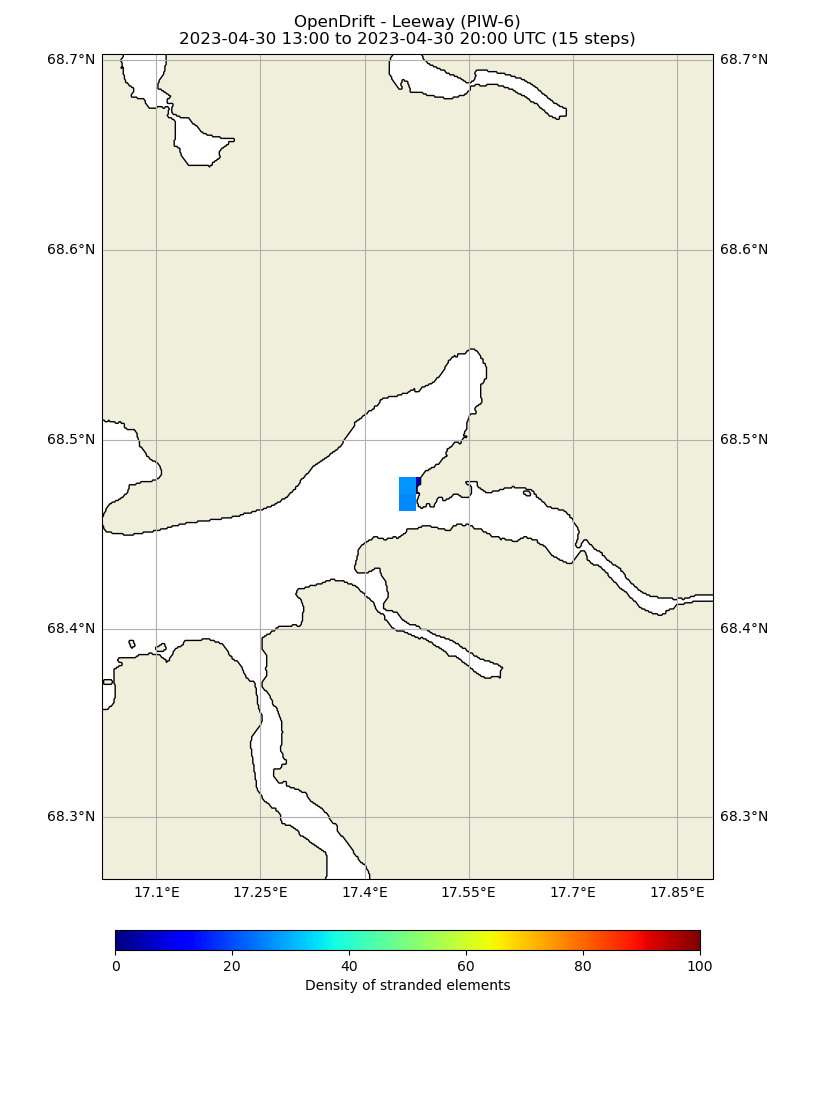 OpenDrift - Leeway (PIW-6)
2023-04-30 13:00 to 2023-04-30 20:00 UTC (15 steps)
68.7°N 68.7°N
68.6°N 68.6°N
68.5°N 68.5°N
68.4°N 68.4°N
68.3°N 68.3°N
17.1°E 17.25°E 17.4°E 17.55°E 17.7°E 17.85°E
0 20 40 60 80 100
Density of stranded elements